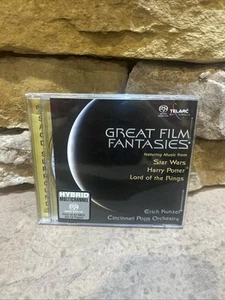 TELARC
GREAT FILM
FANTASIES
featuring Music from
Star Wars
Harry Potter
Lord of the Rings
HYBRID
Erich Kunzel
Cincinnati Pops Orchestra